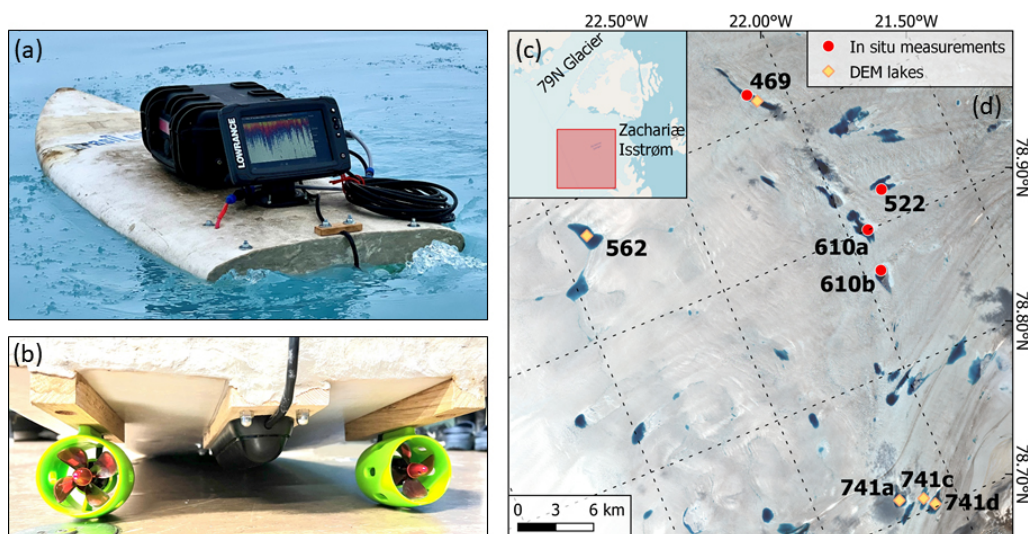 (a)
LOWRANCE
(b)
22.50°W
22.00°W
21.50°W
(c)
79N Glacier
Zachariæ
Isstrøm
In situ measurements
DEM lakes
(d)
469
522
562
610a
610b
741a
741c
741d
78.90°N
78.80°N
78.70°N
0 3 6 km